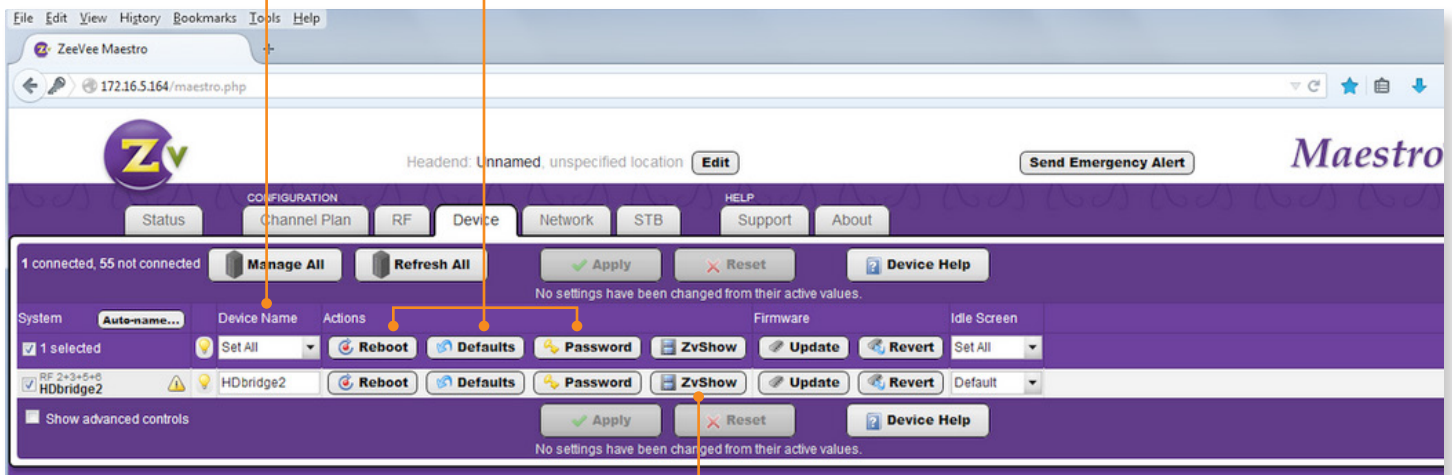 File Edit View History Bookmarks Tools Help
ZeeVee Maestro +
172.16.5.164/maestro.php
Zv
Headend: Unnamed, unspecified location Edit Send Emergency Alert Maestro
CONFIGURATION HELP
Status Channel Plan RF Device Network STB Support About
1 connected, 55 not connected Manage All Refresh All Apply Reset Device Help
No settings have been changed from their active values.
System Auto-name... Device Name Actions Firmware Idle Screen
1 selected Set All Reboot Defaults Password ZvShow Update Revert Set All
RF 2+3+5+6
HDbridge2 HDbridge2 Reboot Defaults Password ZvShow Update Revert Default
Show advanced controls Apply Reset Device Help
No settings have been changed from their active values.